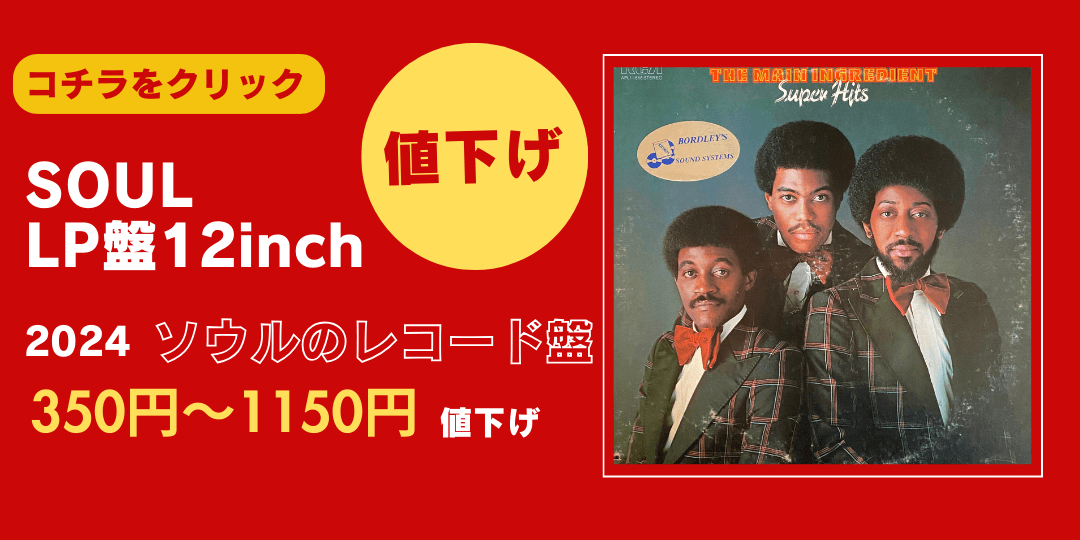 コチラをクリック
値下げ
SOUL
LP盤12inch
2024 ソウルのレコード盤
350円〜1150円 値下げ
RCA
THE MAIN INGREDIENT
Super Hits
BORDLEY'S
SOUND SYSTEMS